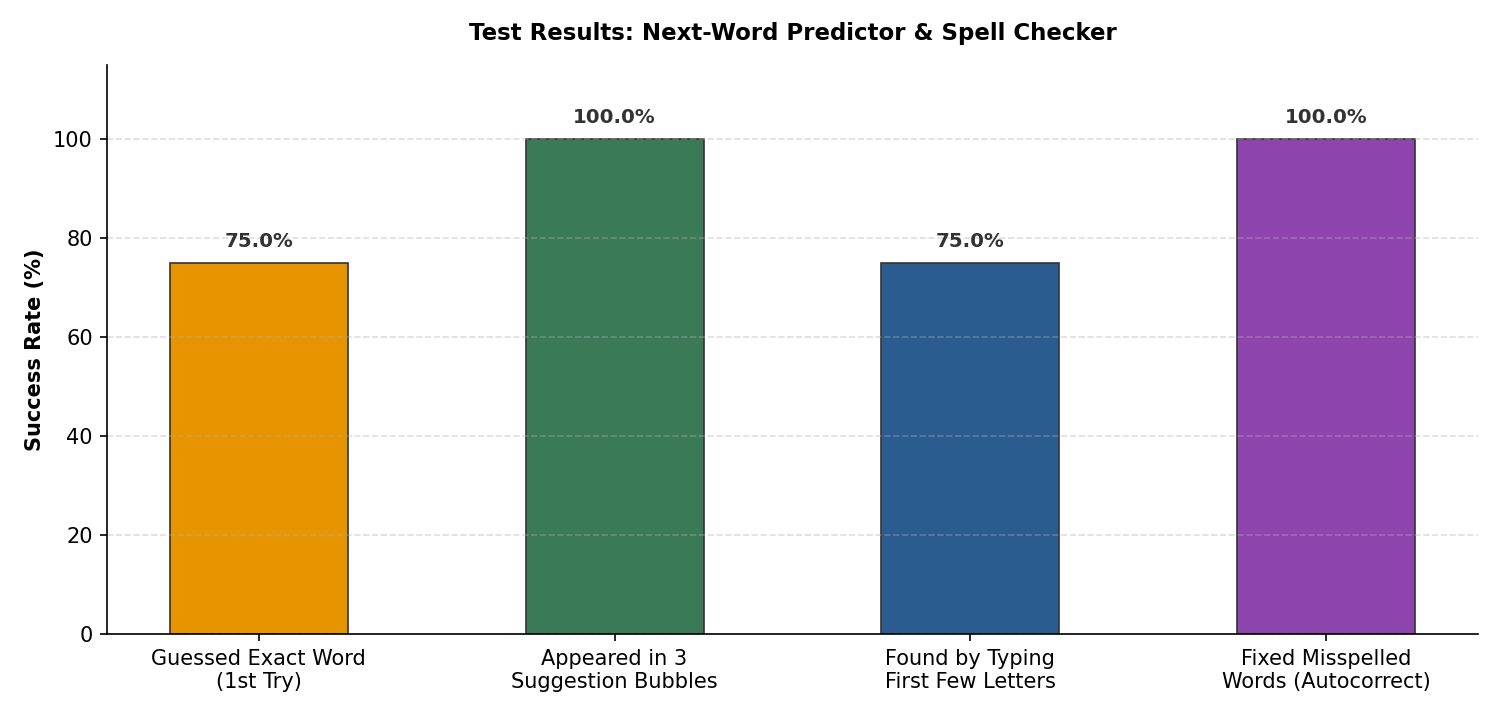 Test Results: Next-Word Predictor & Spell Checker
Success Rate (%)
100
80
60
40
20
0
75.0%
100.0%
75.0%
100.0%
Guessed Exact Word
(1st Try)
Appeared in 3
Suggestion Bubbles
Found by Typing
First Few Letters
Fixed Misspelled
Words (Autocorrect)